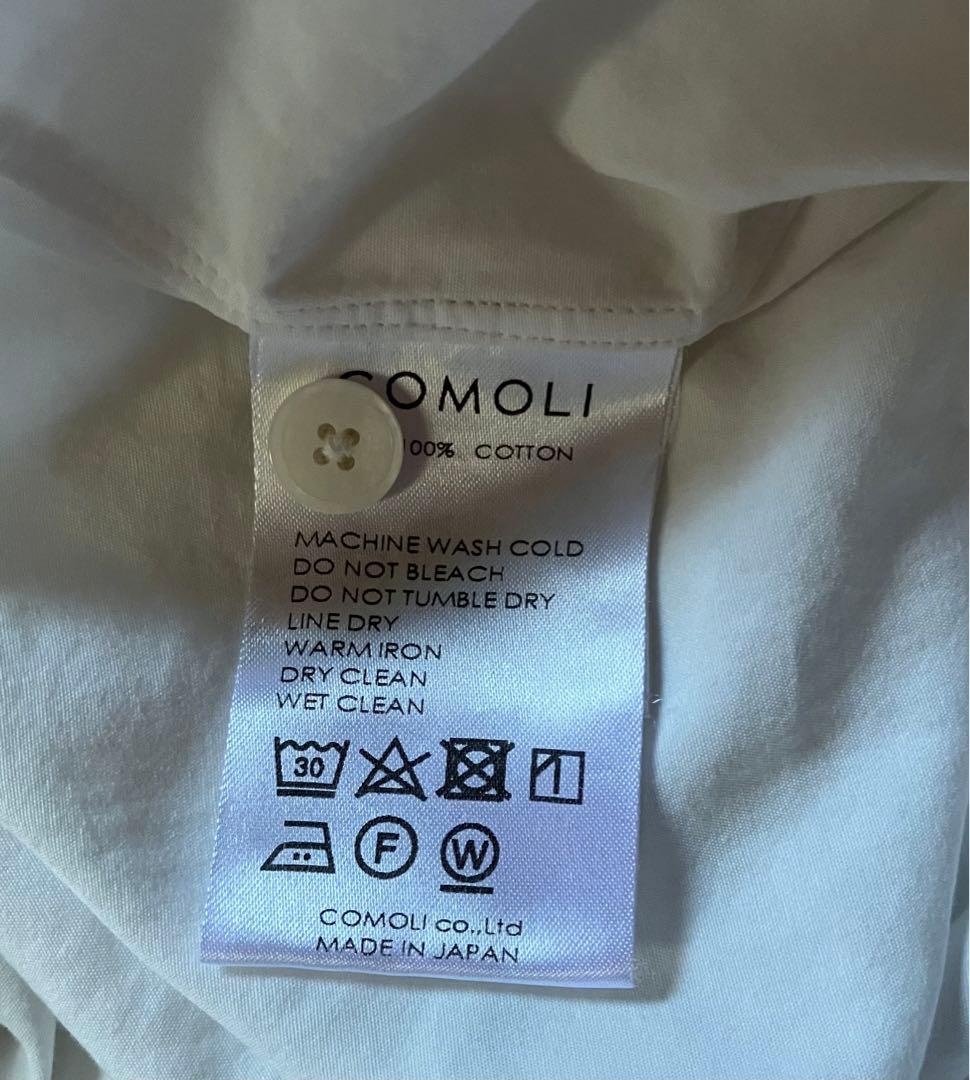 COMOLI
100% COTTON
MACHINE WASH COLD
DO NOT BLEACH
DO NOT TUMBLE DRY
LINE DRY
WARM IRON
DRY CLEAN
WET CLEAN
30
F W
COMOLI co.,Ltd
MADE IN JAPAN